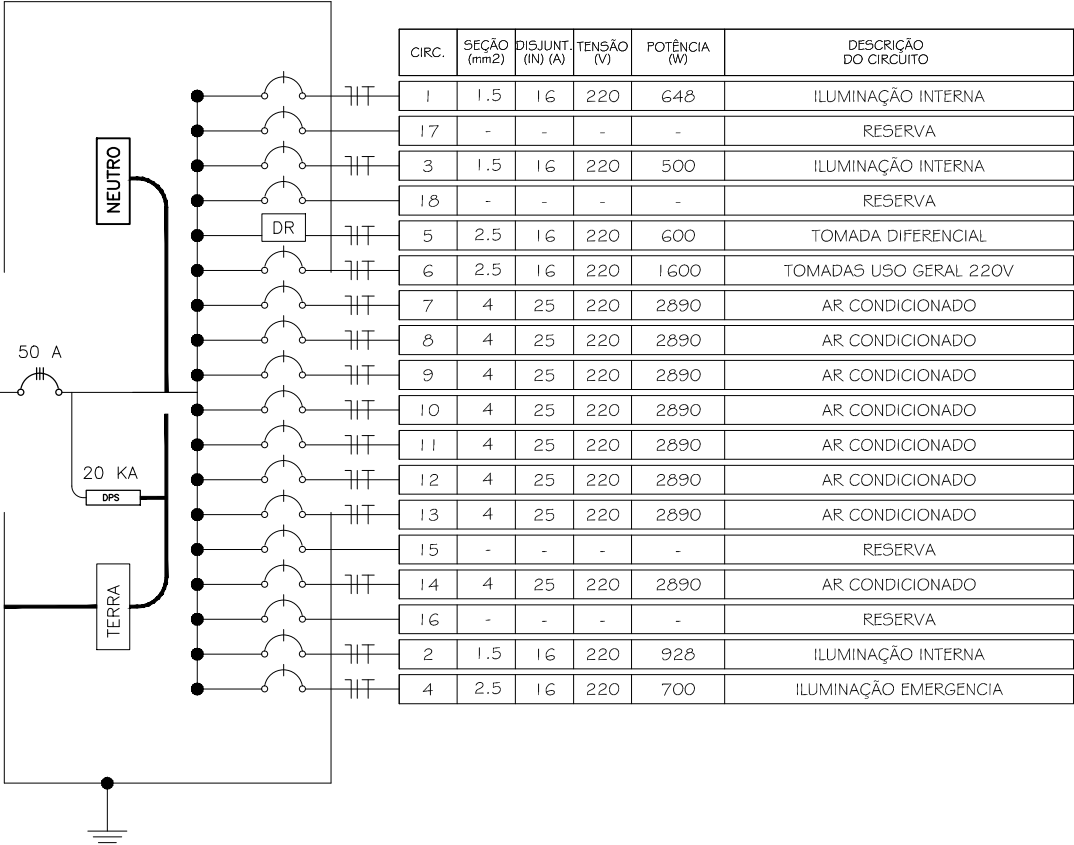 CIRC. SEÇÃO (mm2) DISJUNT. (IN) (A) TENSÃO (V) POTÊNCIA (W) DESCRIÇÃO DO CIRCUITO
1 1.5 16 220 648 ILUMINAÇÃO INTERNA
17 - - - - RESERVA
NEUTRO
3 1.5 16 220 500 ILUMINAÇÃO INTERNA
18 - - - - RESERVA
DR
5 2.5 16 220 600 TOMADA DIFERENCIAL
6 2.5 16 220 1600 TOMADAS USO GERAL 220V
7 4 25 220 2890 AR CONDICIONADO
8 4 25 220 2890 AR CONDICIONADO
50 A
9 4 25 220 2890 AR CONDICIONADO
10 4 25 220 2890 AR CONDICIONADO
11 4 25 220 2890 AR CONDICIONADO
20 KA
12 4 25 220 2890 AR CONDICIONADO
DPS
13 4 25 220 2890 AR CONDICIONADO
15 - - - - RESERVA
14 4 25 220 2890 AR CONDICIONADO
TERRA
16 - - - - RESERVA
2 1.5 16 220 928 ILUMINAÇÃO INTERNA
4 2.5 16 220 700 ILUMINAÇÃO EMERGENCIA